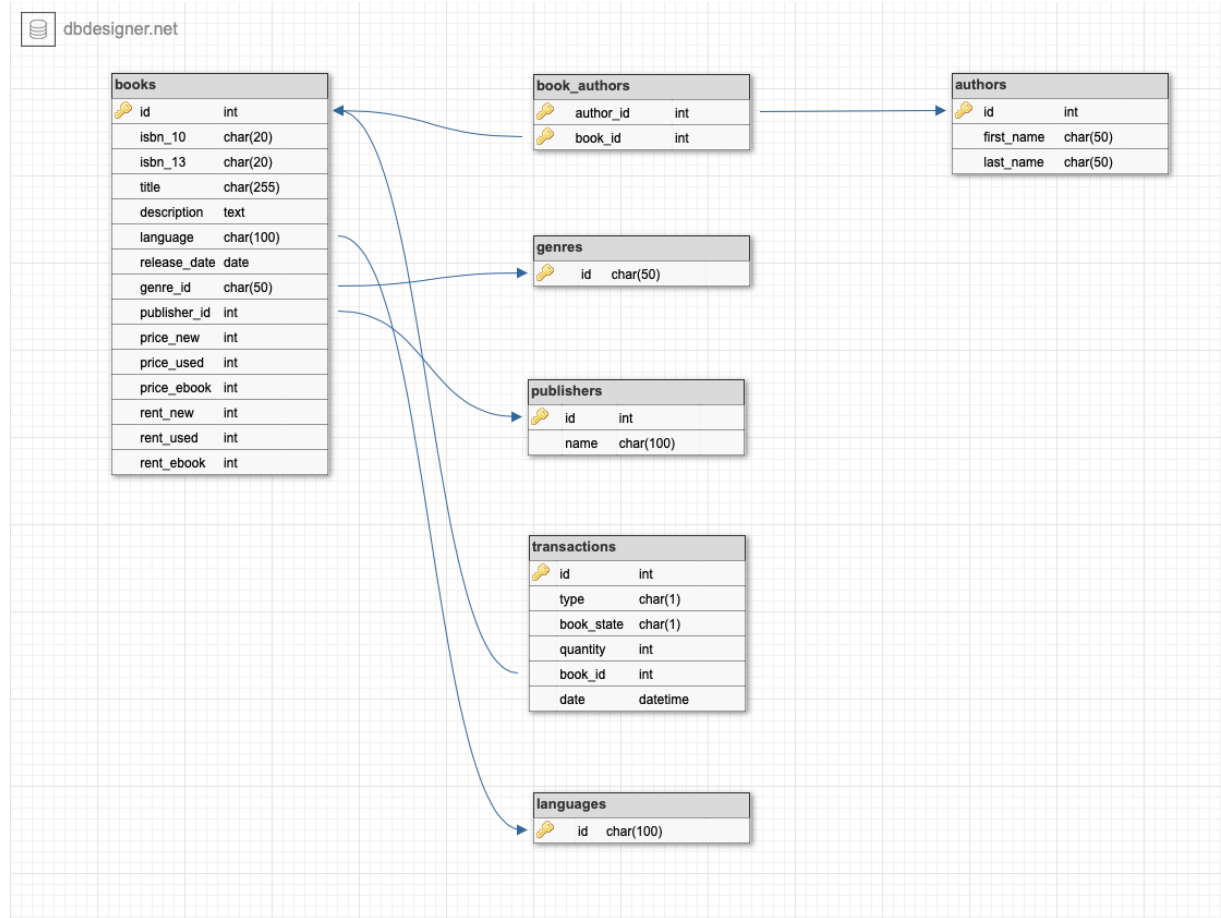 dbdesigner.net
books
id int
isbn_10 char(20)
isbn_13 char(20)
title char(255)
description text
language char(100)
release_date date
genre_id char(50)
publisher_id int
price_new int
price_used int
price_ebook int
rent_new int
rent_used int
rent_ebook int
book_authors
author_id int
book_id int
authors
id int
first_name char(50)
last_name char(50)
genres
id char(50)
publishers
id int
name char(100)
transactions
id int
type char(1)
book_state char(1)
quantity int
book_id int
date datetime
languages
id char(100)